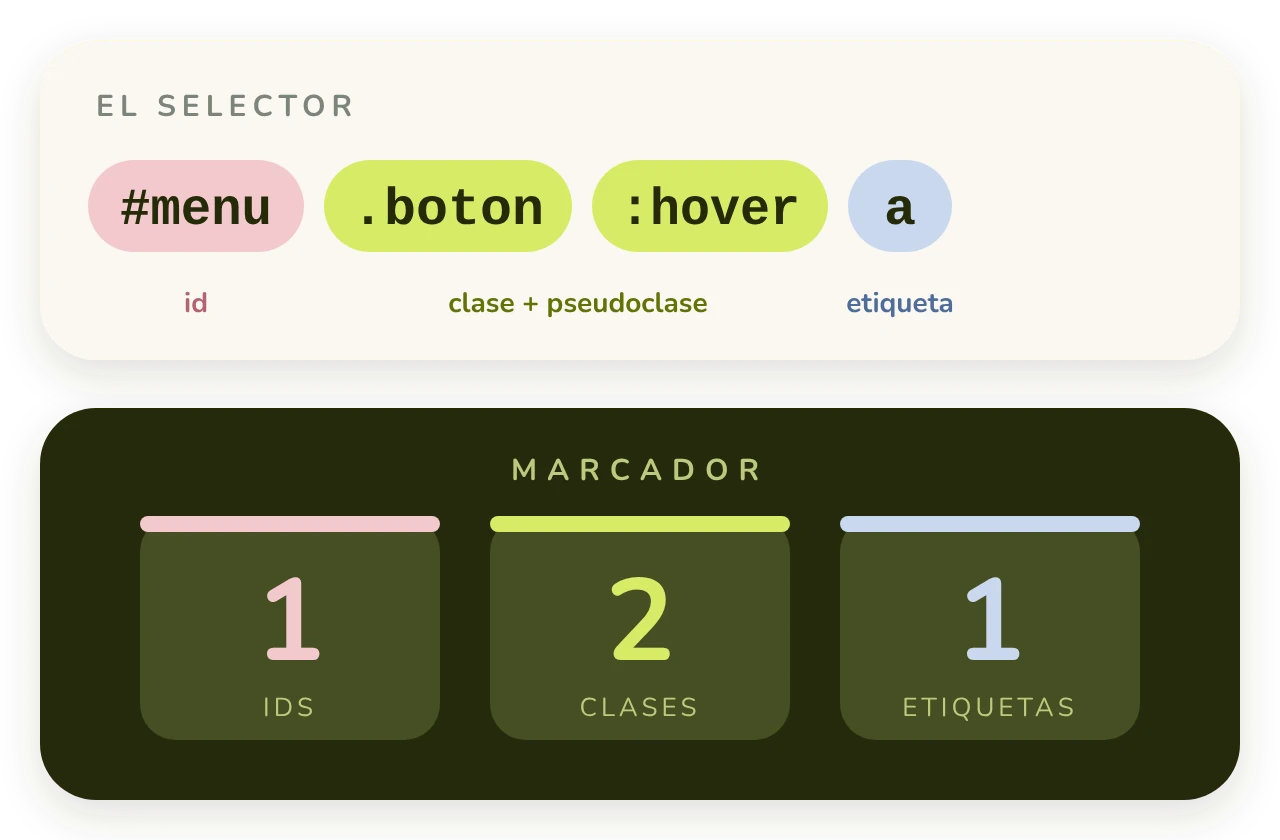 EL SELECTOR
#menu .boton :hover a
id clase + pseudoclase etiqueta
MARCADOR
1 2 1
IDS CLASES ETIQUETAS